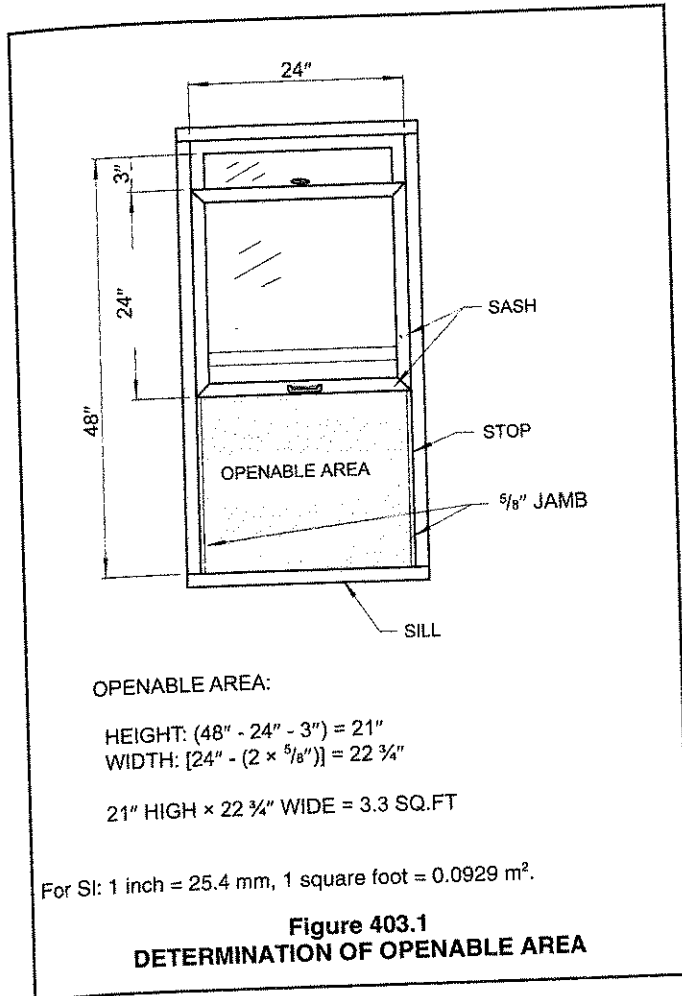 24"
3"
24"
48"
SASH
STOP
OPENABLE AREA
5/8" JAMB
SILL
OPENABLE AREA:
HEIGHT: (48" - 24" - 3") = 21"
WIDTH: [24" - (2 × 5/8")] = 22 ¾"
21" HIGH × 22 ¾" WIDE = 3.3 SQ.FT
For SI: 1 inch = 25.4 mm, 1 square foot = 0.0929 m².
Figure 403.1
DETERMINATION OF OPENABLE AREA